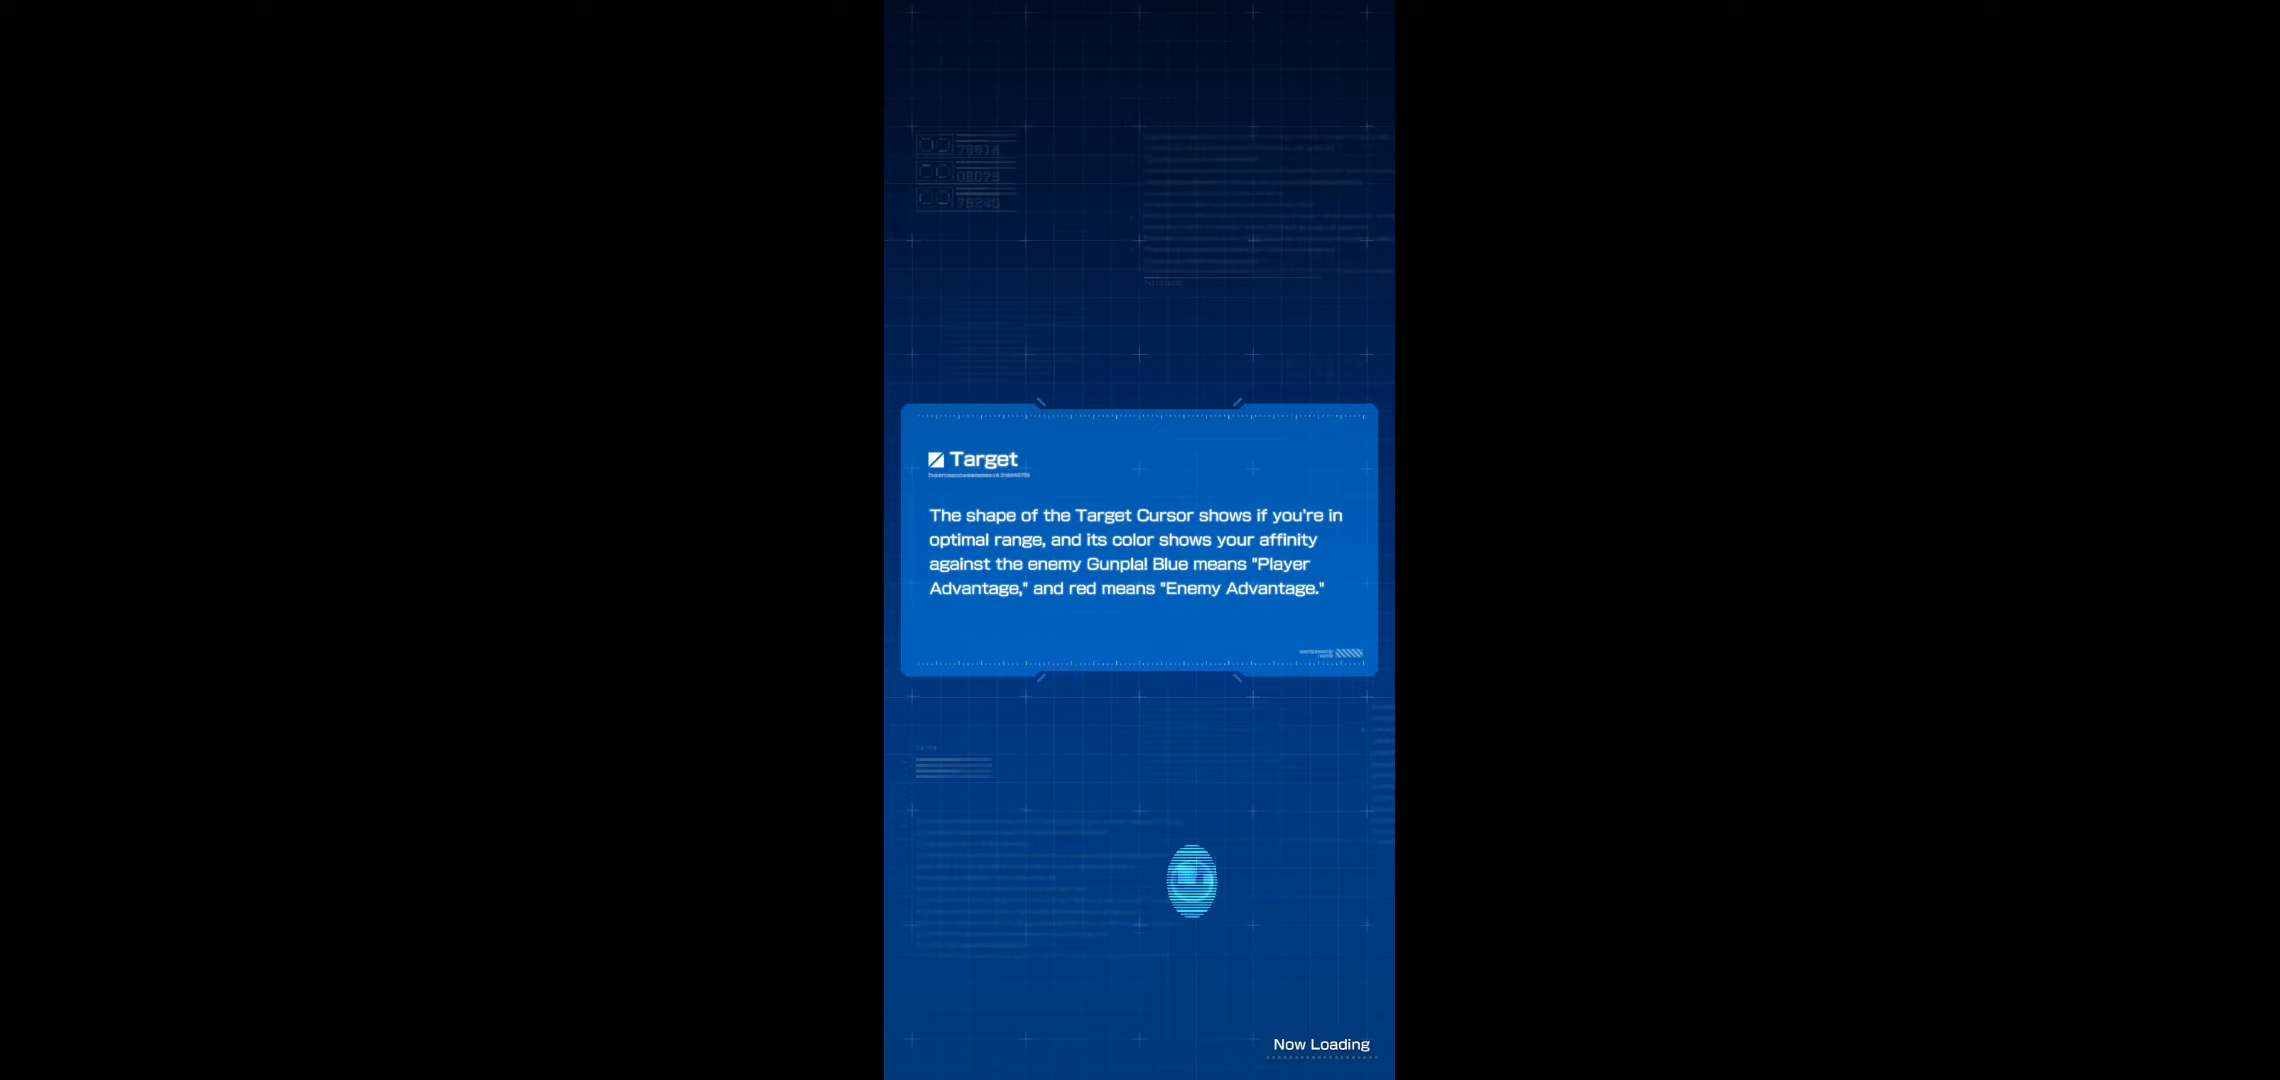 Target
The shape of the Target Cursor shows if you're in
optimal range, and its color shows your affinity
against the enemy Gunpla! Blue means "Player
Advantage," and red means "Enemy Advantage."
Now Loading